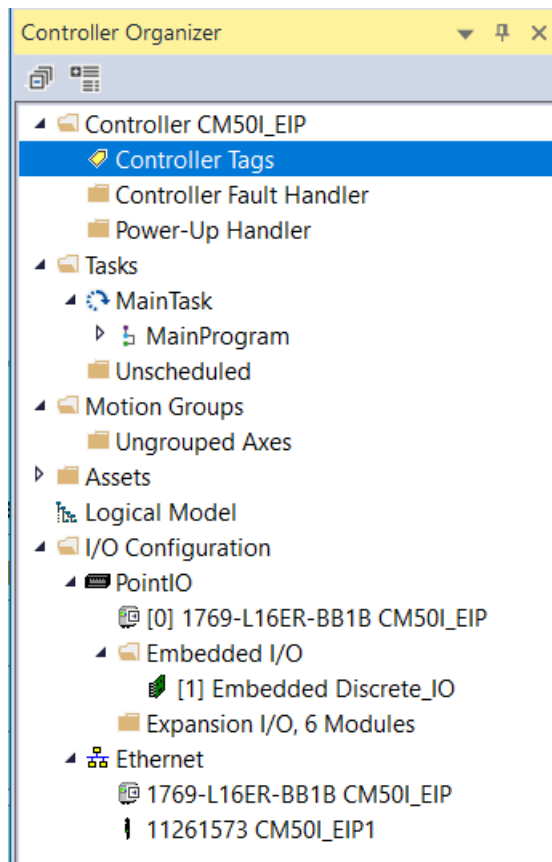 Controller Organizer
Controller CM50I_EIP
Controller Tags
Controller Fault Handler
Power-Up Handler
Tasks
MainTask
MainProgram
Unscheduled
Motion Groups
Ungrouped Axes
Assets
Logical Model
I/O Configuration
PointIO
[0] 1769-L16ER-BB1B CM50I_EIP
Embedded I/O
[1] Embedded Discrete_IO
Expansion I/O, 6 Modules
Ethernet
1769-L16ER-BB1B CM50I_EIP
11261573 CM50I_EIP1